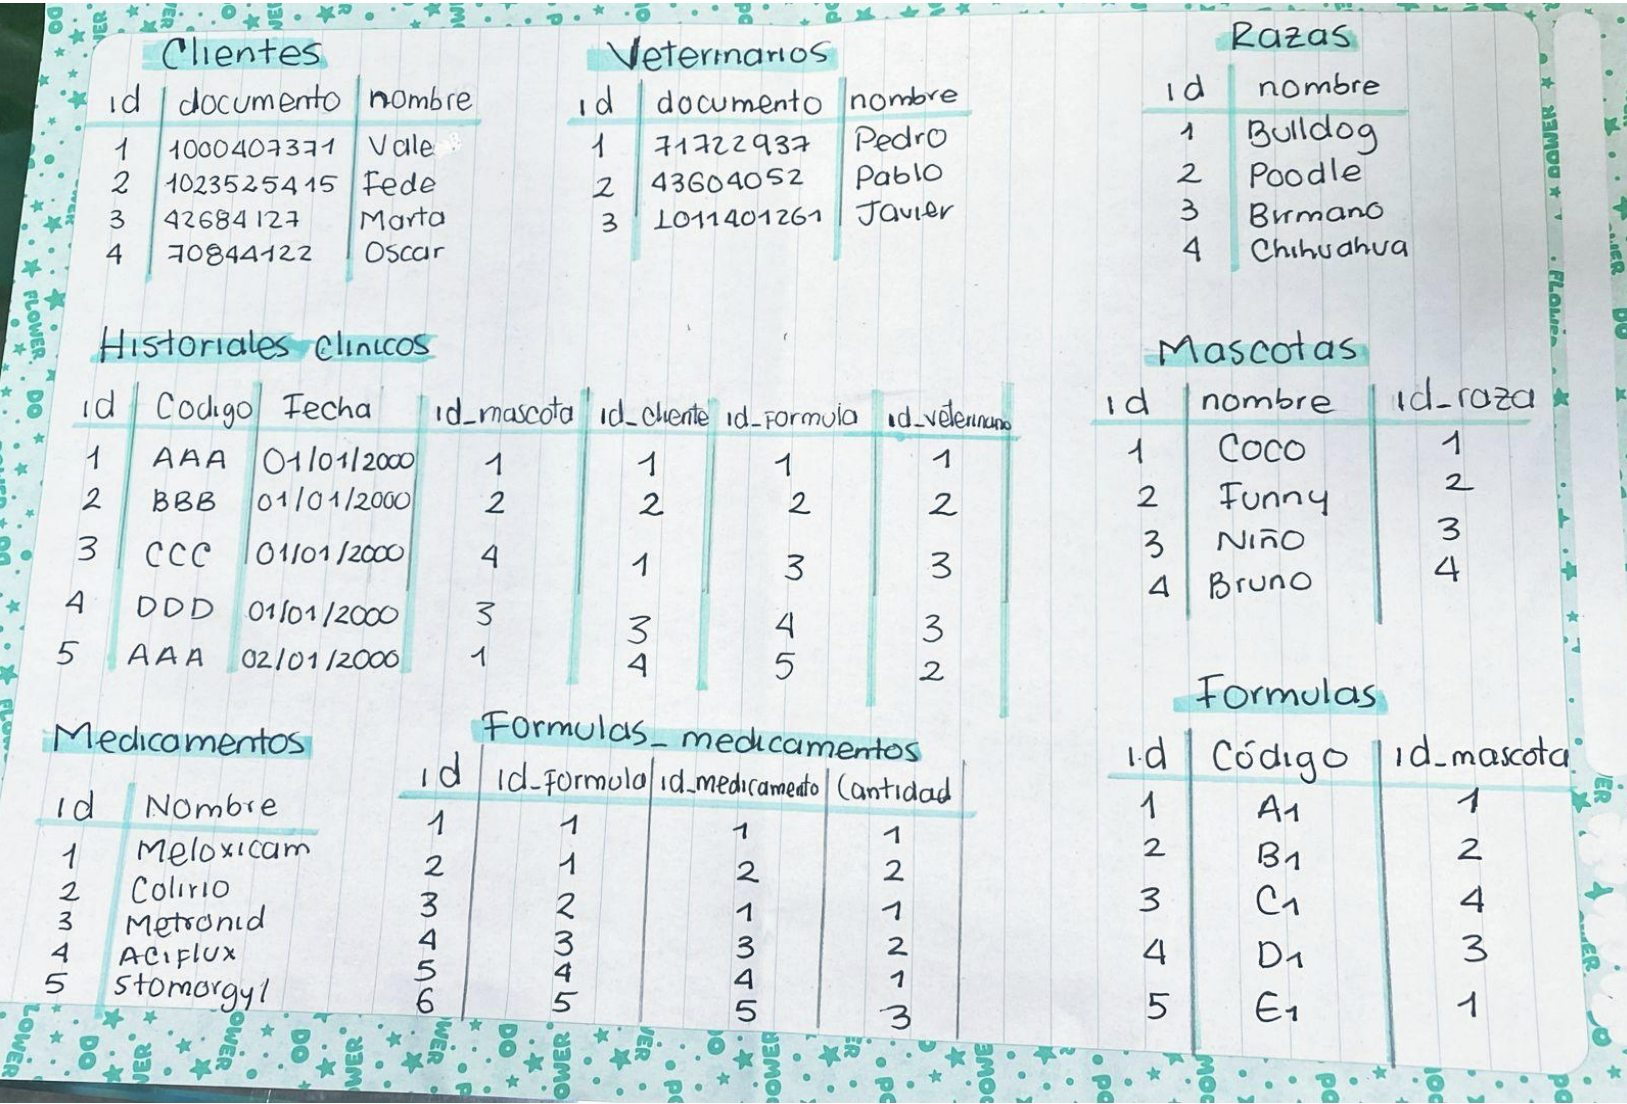 Clientes
id documento nombre
1 1000407371 Vale
2 1023525415 Fede
3 42684127 Marta
4 70844122 Oscar
Veterinarios
id documento nombre
1 71722937 Pedro
2 43604052 Pablo
3 1011401261 Javier
Razas
id nombre
1 Bulldog
2 Poodle
3 Birmano
4 Chihuahua
Historiales clinicos
id Codigo Fecha id_mascota id_cliente id_formula id_veterinario
1 AAA 01/01/2000 1 1 1 1
2 BBB 01/01/2000 2 2 2 2
3 CCC 01/01/2000 4 1 3 3
4 DDD 01/01/2000 3 3 4 3
5 AAA 02/01/2000 1 4 5 2
Mascotas
id nombre id_raza
1 Coco 1
2 Funny 2
3 Niño 3
4 Bruno 4
Medicamentos
id Nombre
1 Meloxicam
2 Colirio
3 Metronid
4 Aciflux
5 Stomorgyl
Formulas_medicamentos
id id_formula id_medicamento Cantidad
1 1 1 1
2 1 2 2
3 2 1 1
4 3 3 2
5 4 4 1
6 5 5 3
Formulas
id Código id_mascota
1 A1 1
2 B1 2
3 C1 4
4 D1 3
5 E1 1